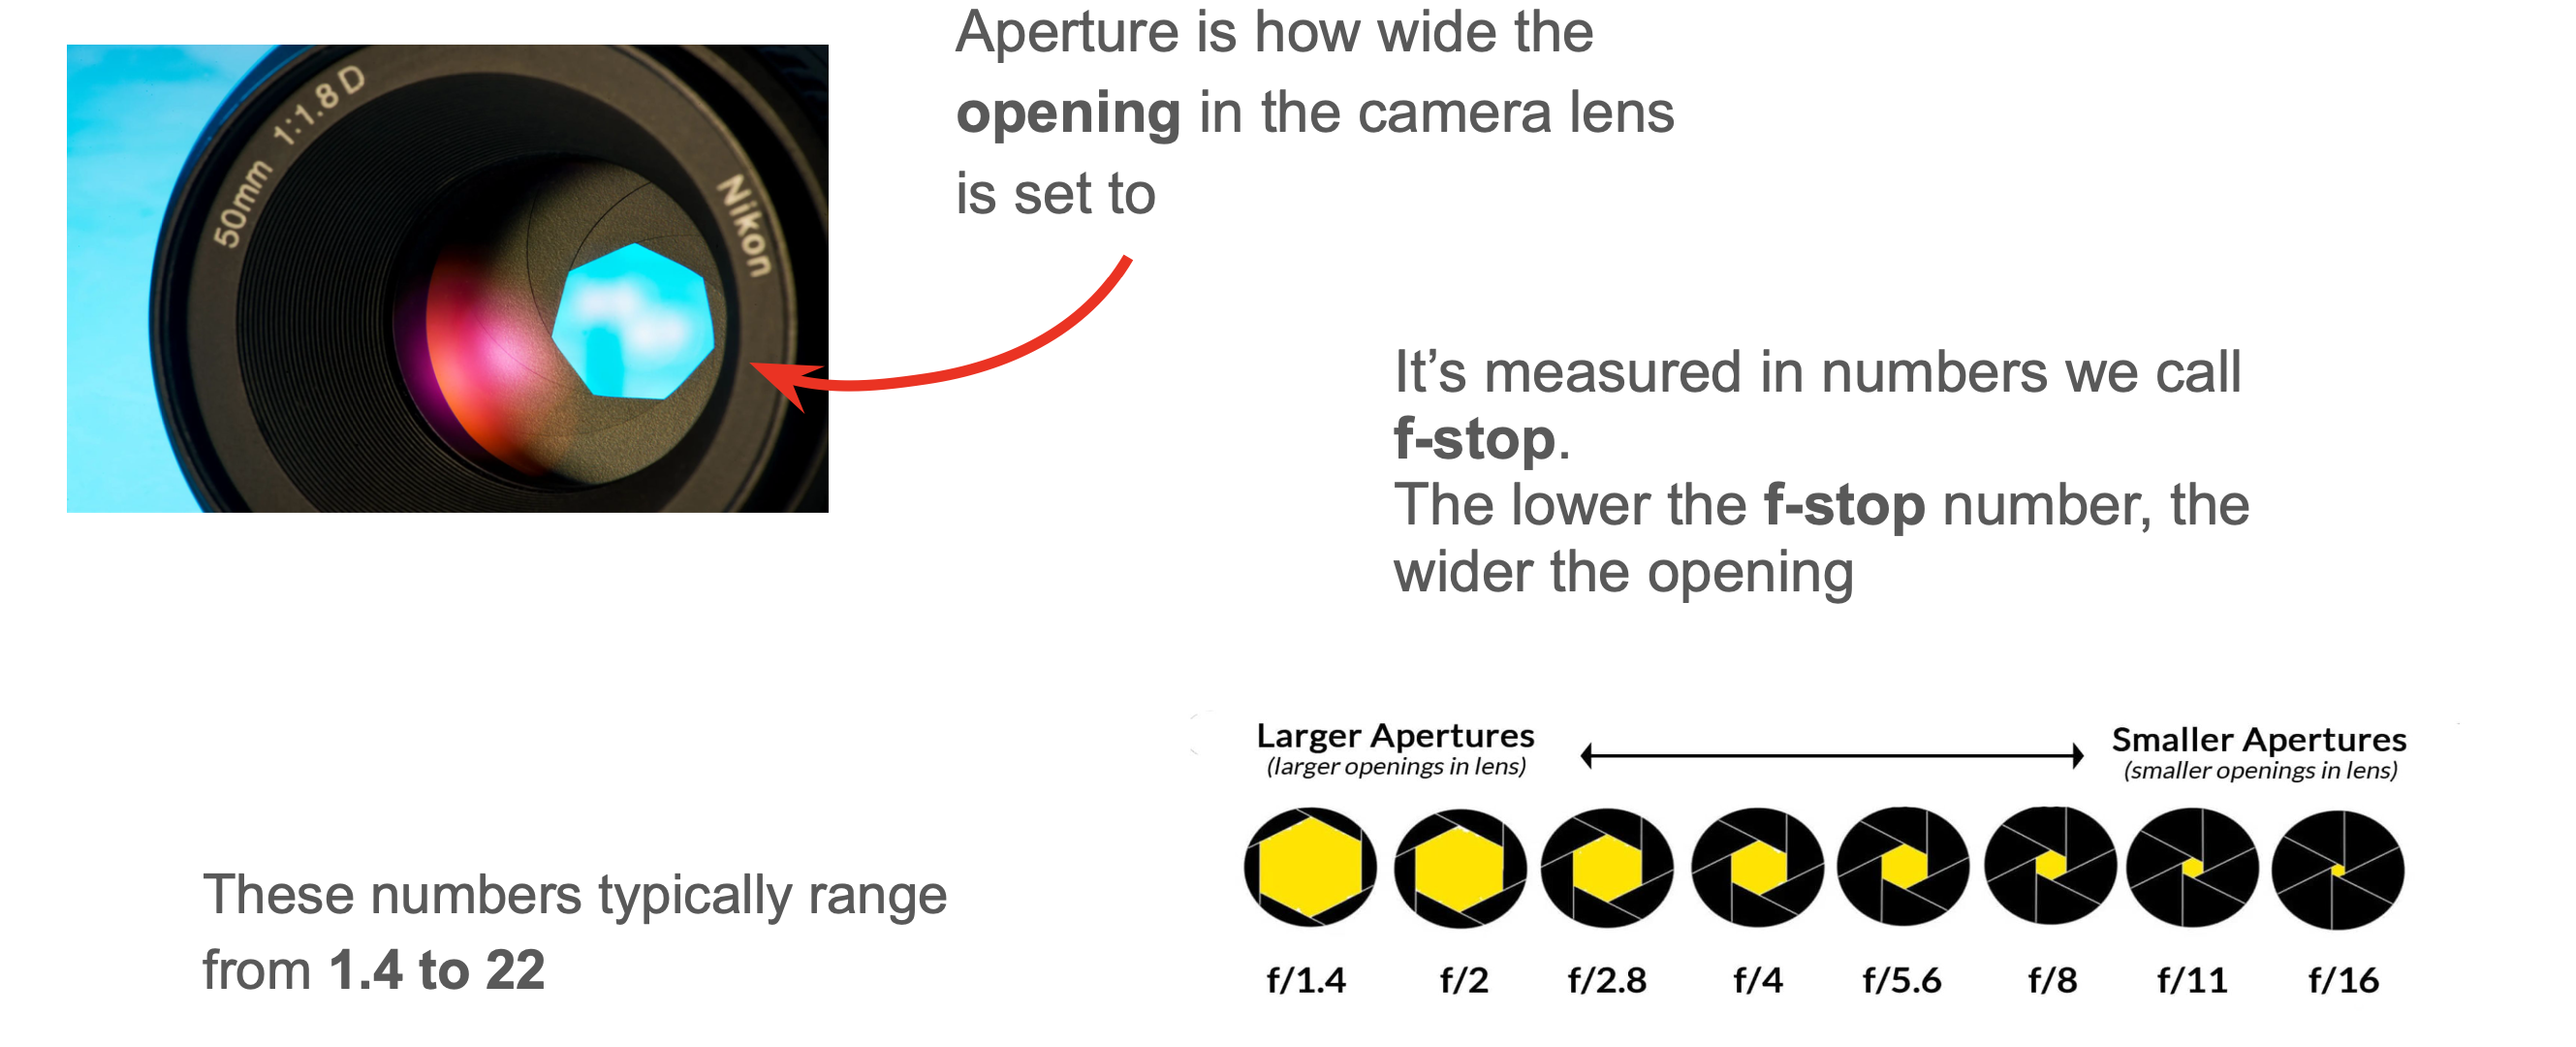 50mm 1:1.8 D
Nikon
Aperture is how wide the
opening in the camera lens
is set to
It’s measured in numbers we call
f-stop.
The lower the f-stop number, the
wider the opening
These numbers typically range
from 1.4 to 22
Larger Apertures
(larger openings in lens)
Smaller Apertures
(smaller openings in lens)
f/1.4 f/2 f/2.8 f/4 f/5.6 f/8 f/11 f/16